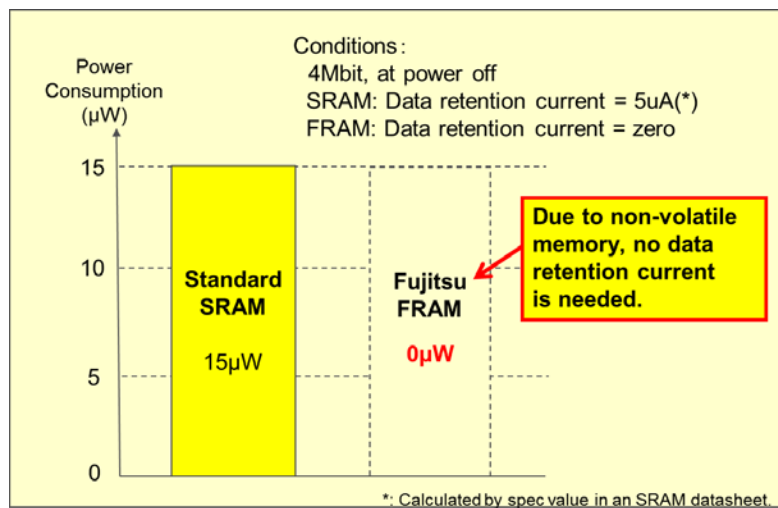 Conditions:
4Mbit, at power off
SRAM: Data retention current = 5uA(*)
FRAM: Data retention current = zero
Power
Consumption
(µW)
15
10
5
0
Standard
SRAM
15µW
Fujitsu
FRAM
0µW
Due to non-volatile
memory, no data
retention current
is needed.
*: Calculated by spec value in an SRAM datasheet.